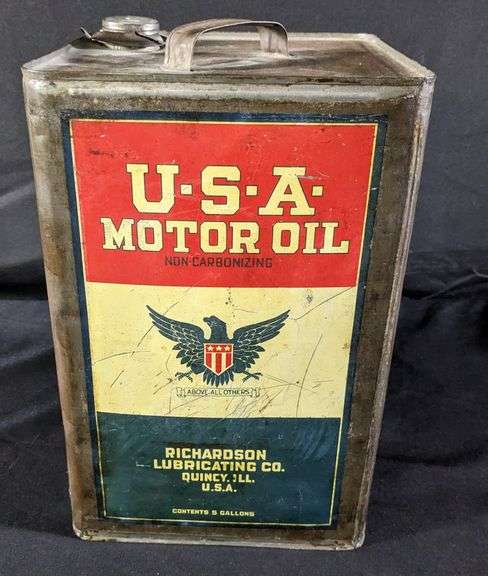 U·S·A·
MOTOR OIL
NON-CARBONIZING
ABOVE ALL OTHERS
RICHARDSON
LUBRICATING CO.
QUINCY, ILL.
U.S.A.
CONTENTS 5 GALLONS